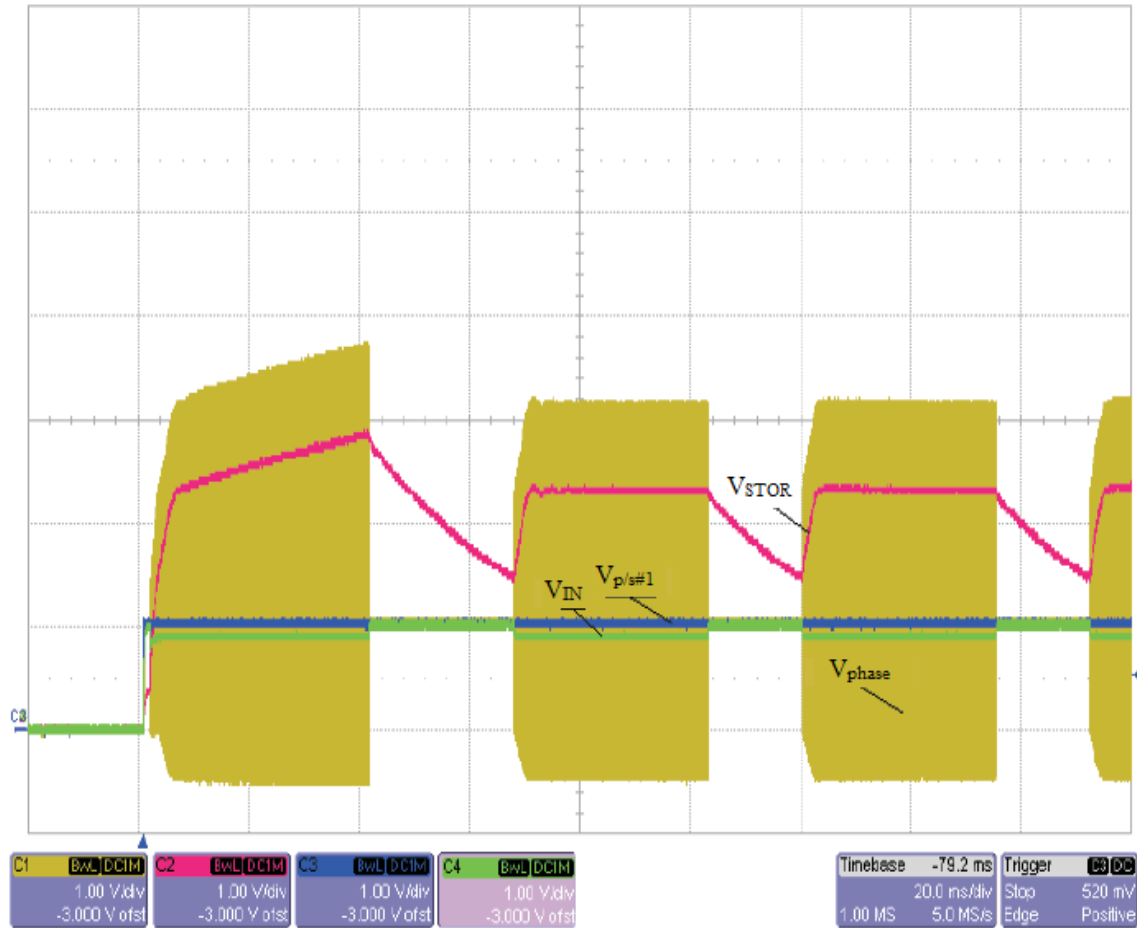 VSTOR
Vp/s#1
VIN
Vphase
C3
C1 BwL DC1M
1.00 V/div
-3.000 V ofst
C2 BwL DC1M
1.00 V/div
-3.000 V ofst
C3 BwL DC1M
1.00 V/div
-3.000 V ofst
C4 BwL DC1M
1.00 V/div
-3.000 V ofst
Timebase -79.2 ms
20.0 ms/div
1.00 MS 5.0 MS/s
Trigger C3 DC
Stop 520 mV
Edge Positive